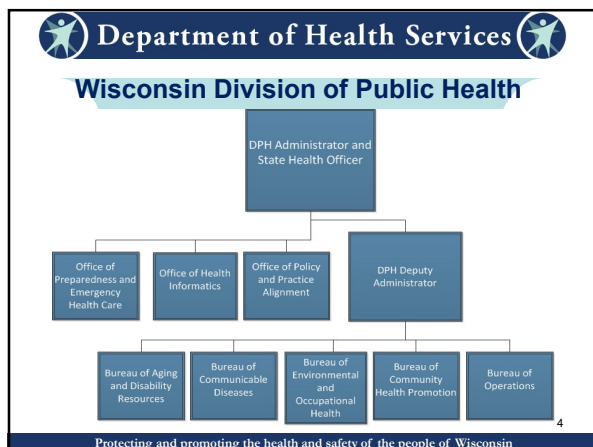 Department of Health Services
Wisconsin Division of Public Health
DPH Administrator and
State Health Officer
Office of
Preparedness and
Emergency
Health Care
Office of Health
Informatics
Office of Policy
and Practice
Alignment
DPH Deputy
Administrator
Bureau of Aging
and Disability
Resources
Bureau of
Communicable
Diseases
Bureau of
Environmental
and
Occupational
Health
Bureau of
Community
Health Promotion
Bureau of
Operations
4
Protecting and promoting the health and safety of the people of Wisconsin